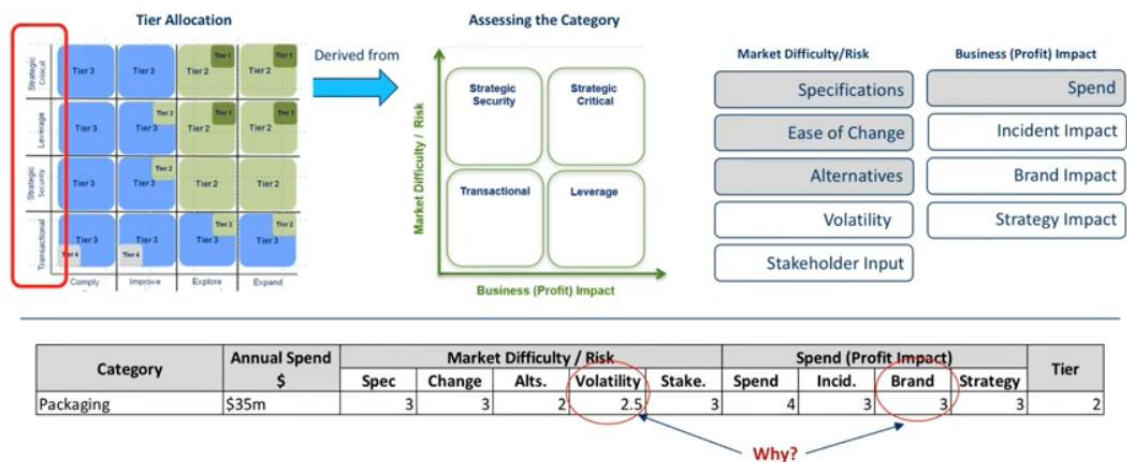 Tier Allocation
Strategic Critical
Tier 3
Tier 3
Tier 1
Tier 2
Tier 1
Tier 2
Leverage
Tier 3
Tier 2
Tier 3
Tier 1
Tier 2
Tier 1
Tier 2
Strategic Security
Tier 3
Tier 2
Tier 3
Tier 2
Tier 2
Transactional
Tier 3
Tier 4
Tier 3
Tier 4
Tier 2
Tier 3
Tier 2
Tier 3
Comply
Improve
Explore
Expand
Derived from
Assessing the Category
Market Difficulty / Risk
Strategic Security
Strategic Critical
Transactional
Leverage
Business (Profit) Impact
Market Difficulty/Risk
Specifications
Ease of Change
Alternatives
Volatility
Stakeholder Input
Business (Profit) Impact
Spend
Incident Impact
Brand Impact
Strategy Impact
Category Annual Spend $ Market Difficulty / Risk Spend (Profit Impact) Tier
Spec Change Alts. Volatility Stake. Spend Incid. Brand Strategy
Packaging $35m 3 3 2 2.5 3 4 3 3 3 2
Why?